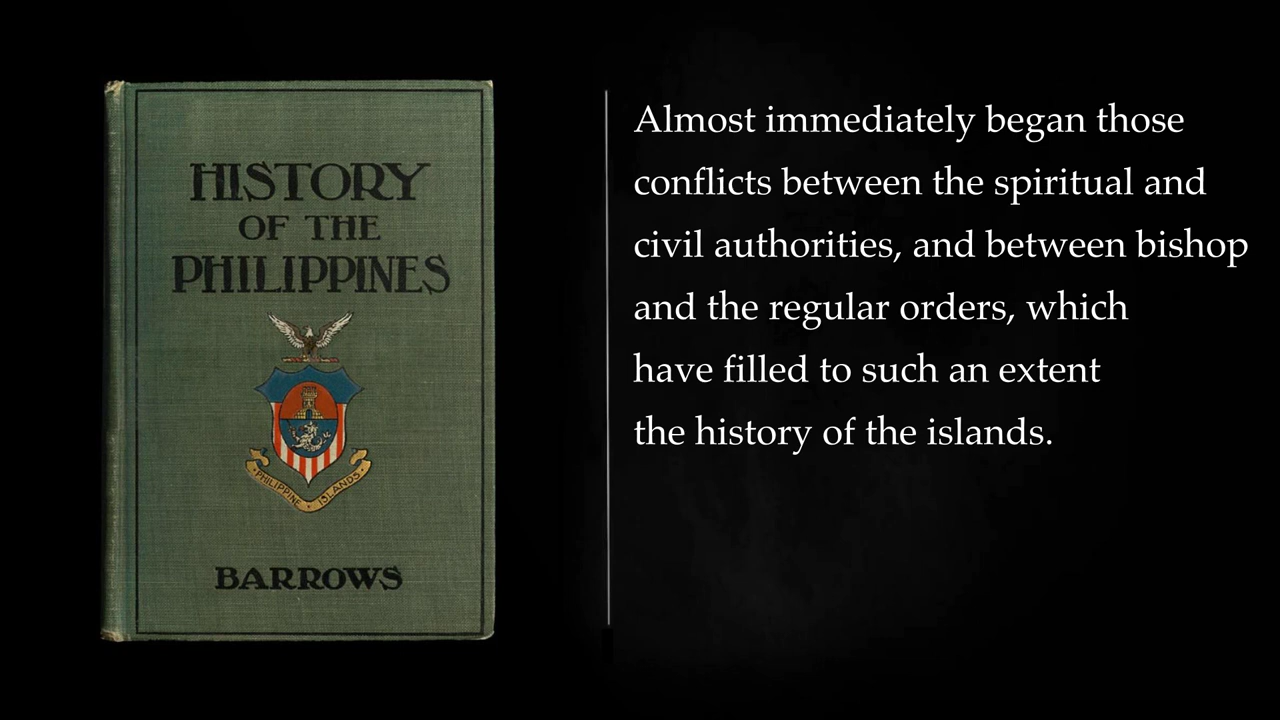 HISTORY
OF THE
PHILIPPINES
PHILIPPINE ISLANDS
BARROWS
Almost immediately began those
conflicts between the spiritual and
civil authorities, and between bishop
and the regular orders, which
have filled to such an extent
the history of the islands.